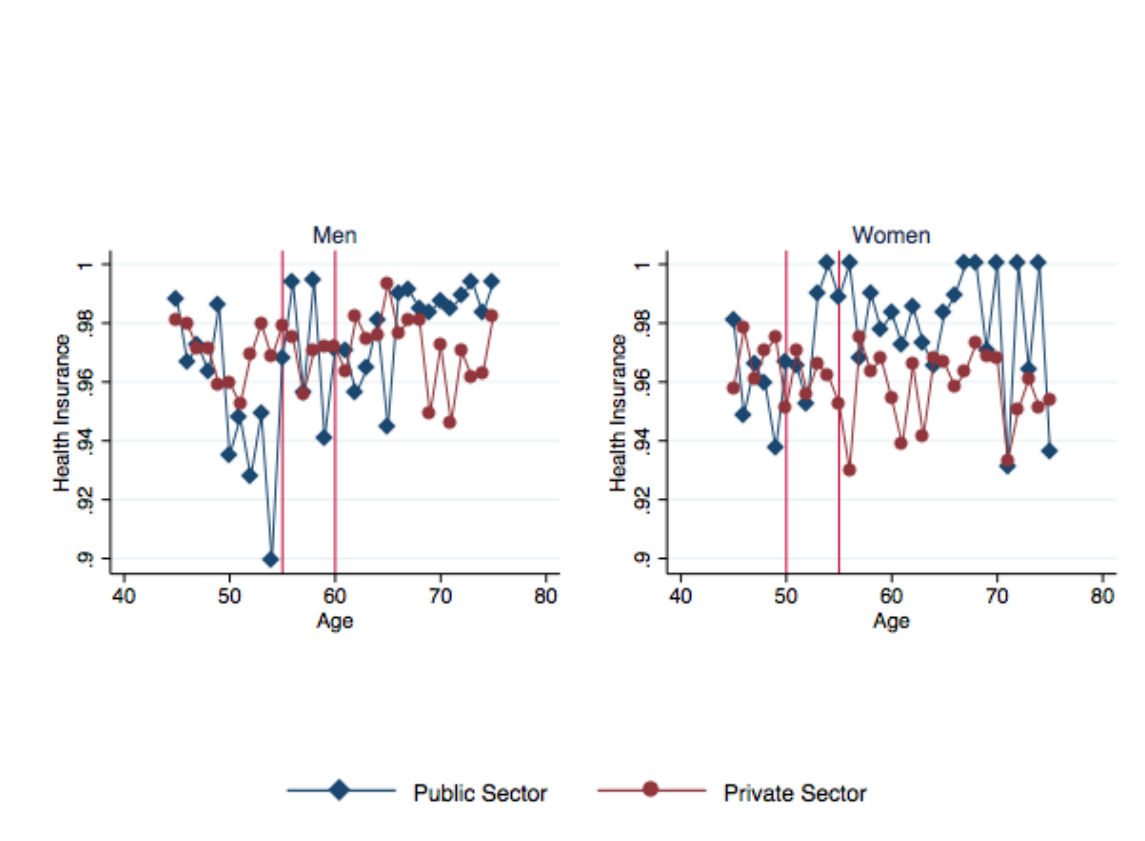 Men
Health Insurance
1
.98
.96
.94
.92
.9
40 50 60 70 80
Age
Women
Health Insurance
1
.98
.96
.94
.92
.9
40 50 60 70 80
Age
Public Sector Private Sector